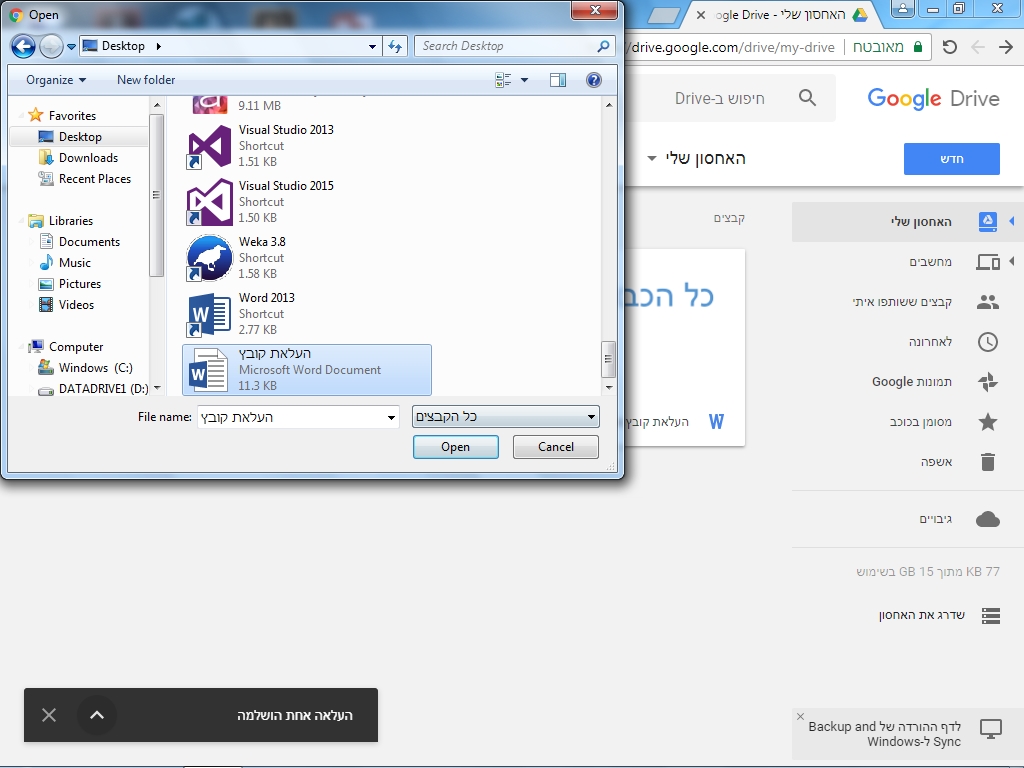 Open
Desktop
Search Desktop
Organize
New folder
Favorites
Desktop
Downloads
Recent Places
Libraries
Documents
Music
Pictures
Videos
Computer
Windows (C:)
DATADRIVE1 (D:)
9.11 MB
Visual Studio 2013
Shortcut
1.51 KB
Visual Studio 2015
Shortcut
1.50 KB
Weka 3.8
Shortcut
1.58 KB
Word 2013
Shortcut
2.77 KB
העלאת קובץ
Microsoft Word Document
11.3 KB
File name:
העלאת קובץ
כל הקבצים
Open
Cancel
האחסון שלי - ogle Drive
/drive.google.com/drive/my-drive
מאובטח
Google Drive
חיפוש ב-Drive
האחסון שלי
חדש
קבצים
כל הכב
העלאת קובץ
האחסון שלי
מחשבים
קבצים ששותפו איתי
לאחרונה
תמונות Google
מסומן בכוכב
אשפה
גיבויים
77 KB מתוך 15 GB בשימוש
שדרג את האחסון
העלאה אחת הושלמה
לדף ההורדה של Backup and
Sync ל-Windows